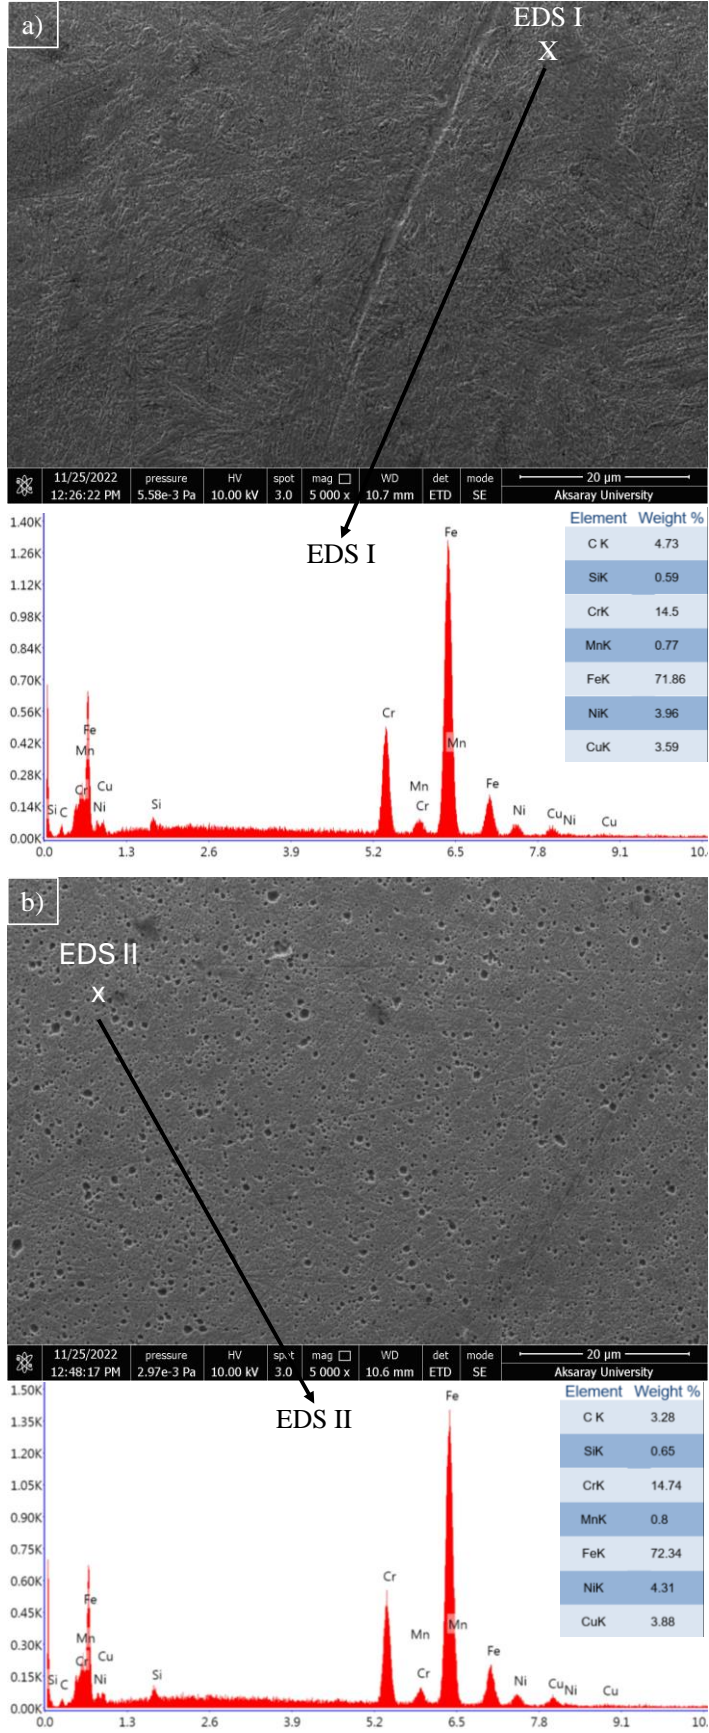 a)
EDS I
X
11/25/2022 pressure HV spot mag WD det mode 20 µm
12:26:22 PM 5.58e-3 Pa 10.00 kV 3.0 5 000 x 10.7 mm ETD SE Aksaray University
EDS I
Element Weight %
C K 4.73
SiK 0.59
CrK 14.5
MnK 0.77
FeK 71.86
NiK 3.96
CuK 3.59
1.40K
1.26K
1.12K
0.98K
0.84K
0.70K
0.56K
0.42K
0.28K
0.14K
0.00K
Fe
Cr
Fe
Mn
Mn
Cr
Cu
Mn
Cr
Fe
Si
C
Ni
Si
Ni
Cu
Ni
Cu
0.0 1.3 2.6 3.9 5.2 6.5 7.8 9.1 10.
b)
EDS II
x
11/25/2022 pressure HV spot mag WD det mode 20 µm
12:48:17 PM 2.97e-3 Pa 10.00 kV 3.0 5 000 x 10.6 mm ETD SE Aksaray University
EDS II
Element Weight %
C K 3.28
SiK 0.65
CrK 14.74
MnK 0.8
FeK 72.34
NiK 4.31
CuK 3.88
1.50K
1.35K
1.20K
1.05K
0.90K
0.75K
0.60K
0.45K
0.30K
0.15K
0.00K
Fe
Cr
Fe
Mn
Mn
Mn
Cr
Cu
Fe
Si
C
Ni
Si
Cr
Ni
Cu
Ni
Cu
0.0 1.3 2.6 3.9 5.2 6.5 7.8 9.1 10.